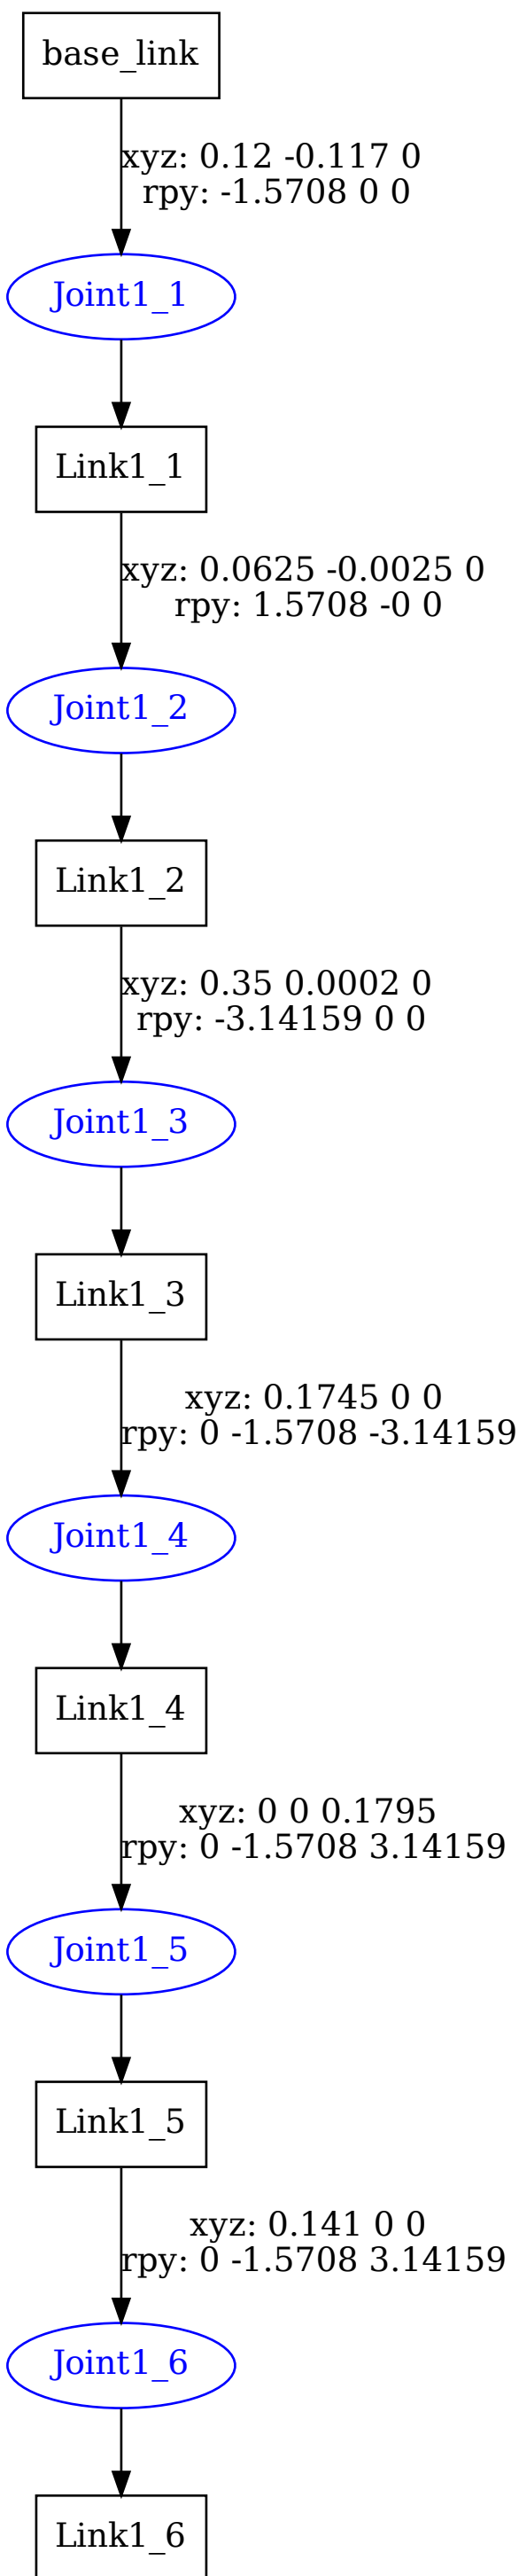 base_link
xyz: 0.12 -0.117 0
rpy: -1.5708 0 0
Joint1_1
Link1_1
xyz: 0.0625 -0.0025 0
rpy: 1.5708 -0 0
Joint1_2
Link1_2
xyz: 0.35 0.0002 0
rpy: -3.14159 0 0
Joint1_3
Link1_3
xyz: 0.1745 0 0
rpy: 0 -1.5708 -3.14159
Joint1_4
Link1_4
xyz: 0 0 0.1795
rpy: 0 -1.5708 3.14159
Joint1_5
Link1_5
xyz: 0.141 0 0
rpy: 0 -1.5708 3.14159
Joint1_6
Link1_6